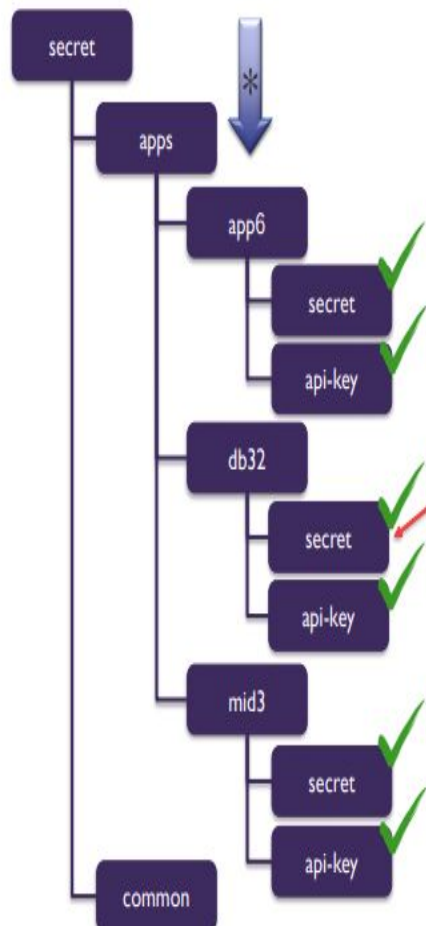 secret
*
apps
app6
secret
api-key
db32
secret
api-key
mid3
secret
api-key
common